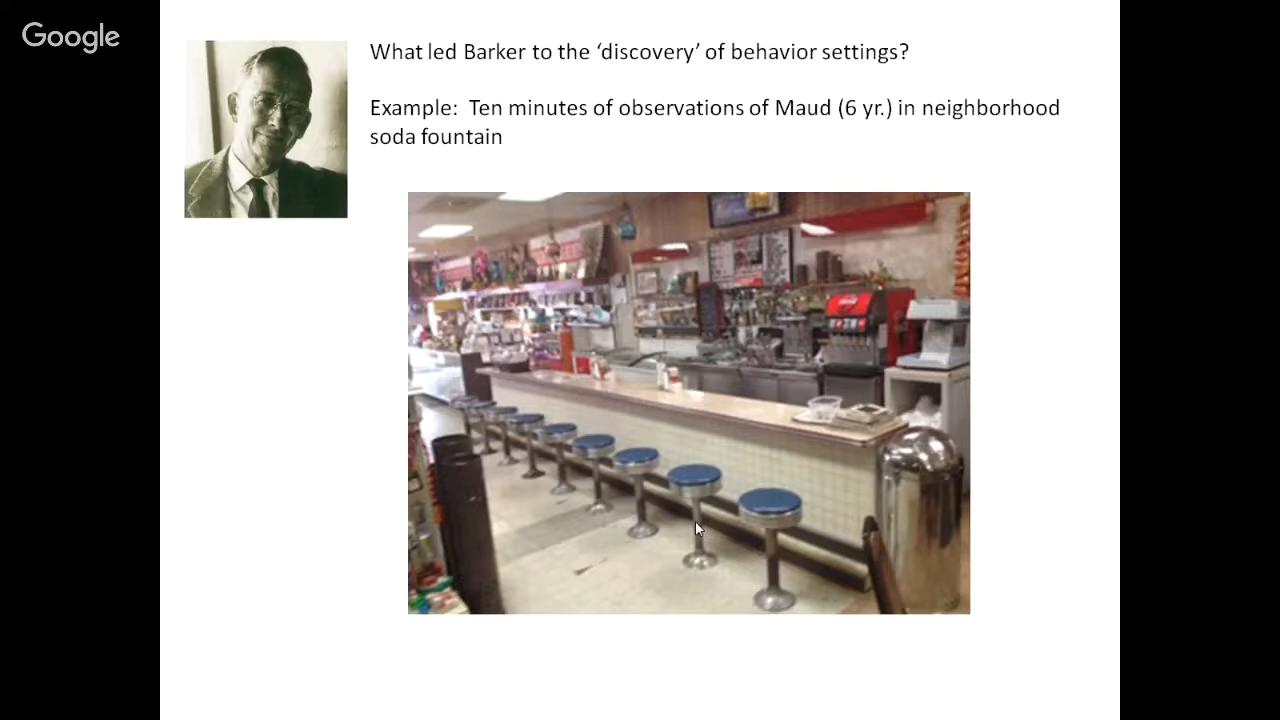 Google
What led Barker to the ‘discovery’ of behavior settings?
Example:  Ten minutes of observations of Maud (6 yr.) in neighborhood
soda fountain